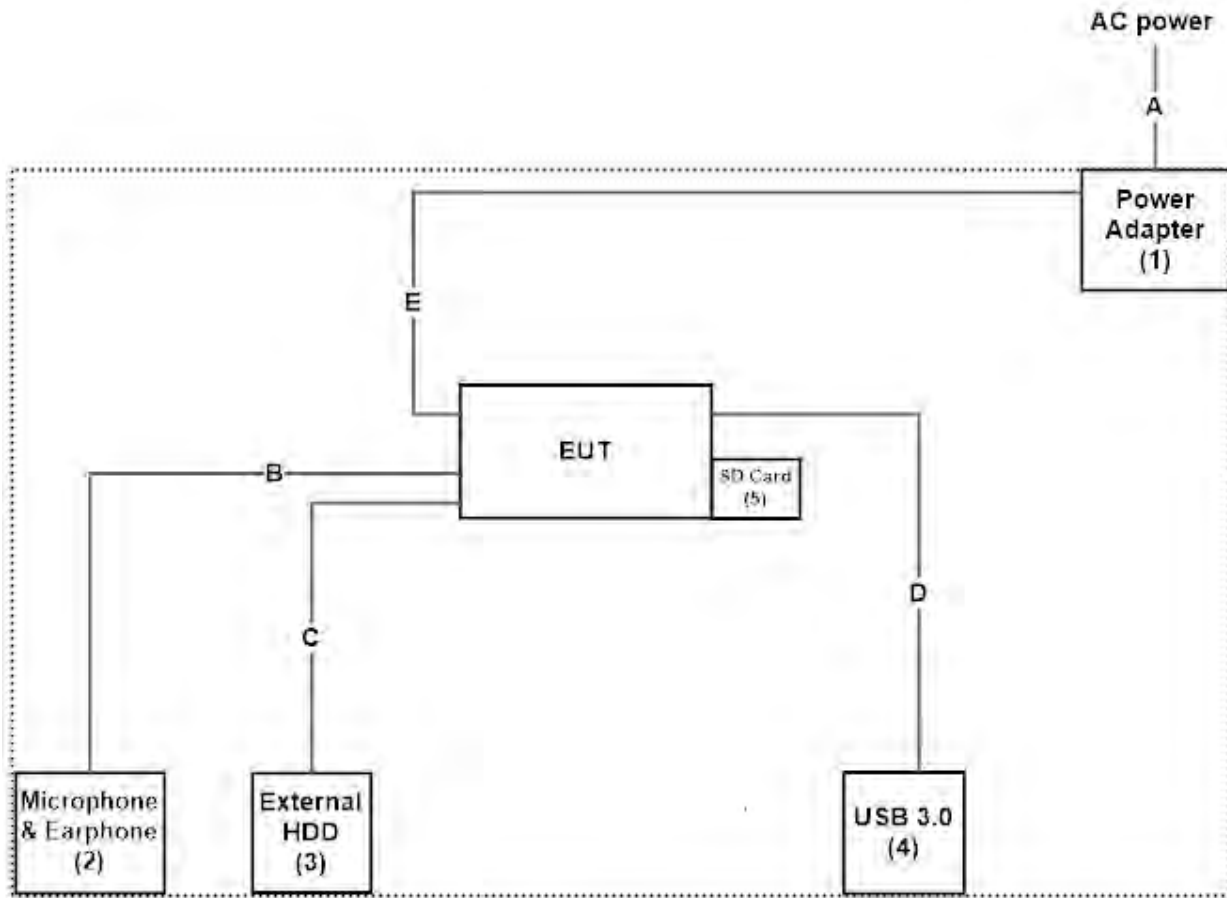 AC power
A
Power
Adapter
(1)
E
EUT
SD Card
(5)
B
C
D
Microphone
& Earphone
(2)
External
HDD
(3)
USB 3.0
(4)